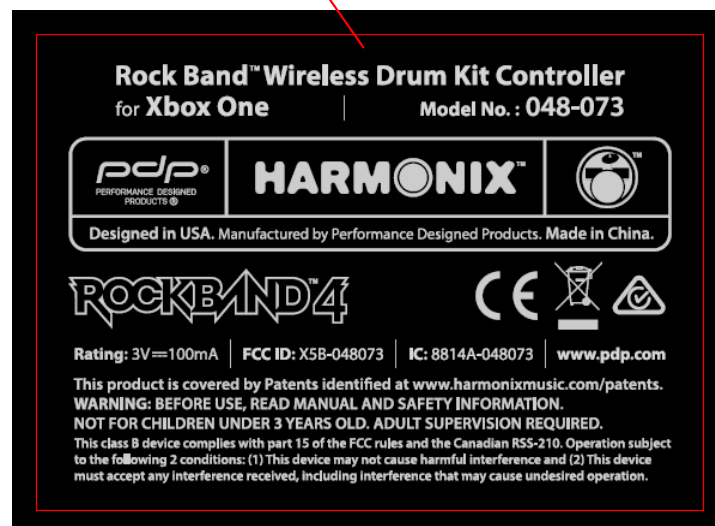 Rock Band™ Wireless Drum Kit Controller
for Xbox One | Model No. : 048-073
pdp®
PERFORMANCE DESIGNED
PRODUCTS ®
HARMONIX™
™
Designed in USA. Manufactured by Performance Designed Products. Made in China.
ROCKBAND™4
CE
Rating: 3V⎓100mA | FCC ID: X5B-048073 | IC: 8814A-048073 | www.pdp.com
This product is covered by Patents identified at www.harmonixmusic.com/patents.
WARNING: BEFORE USE, READ MANUAL AND SAFETY INFORMATION.
NOT FOR CHILDREN UNDER 3 YEARS OLD. ADULT SUPERVISION REQUIRED.
This class B device complies with part 15 of the FCC rules and the Canadian RSS-210. Operation subject
to the following 2 conditions: (1) This device may not cause harmful interference and (2) This device
must accept any interference received, including interference that may cause undesired operation.